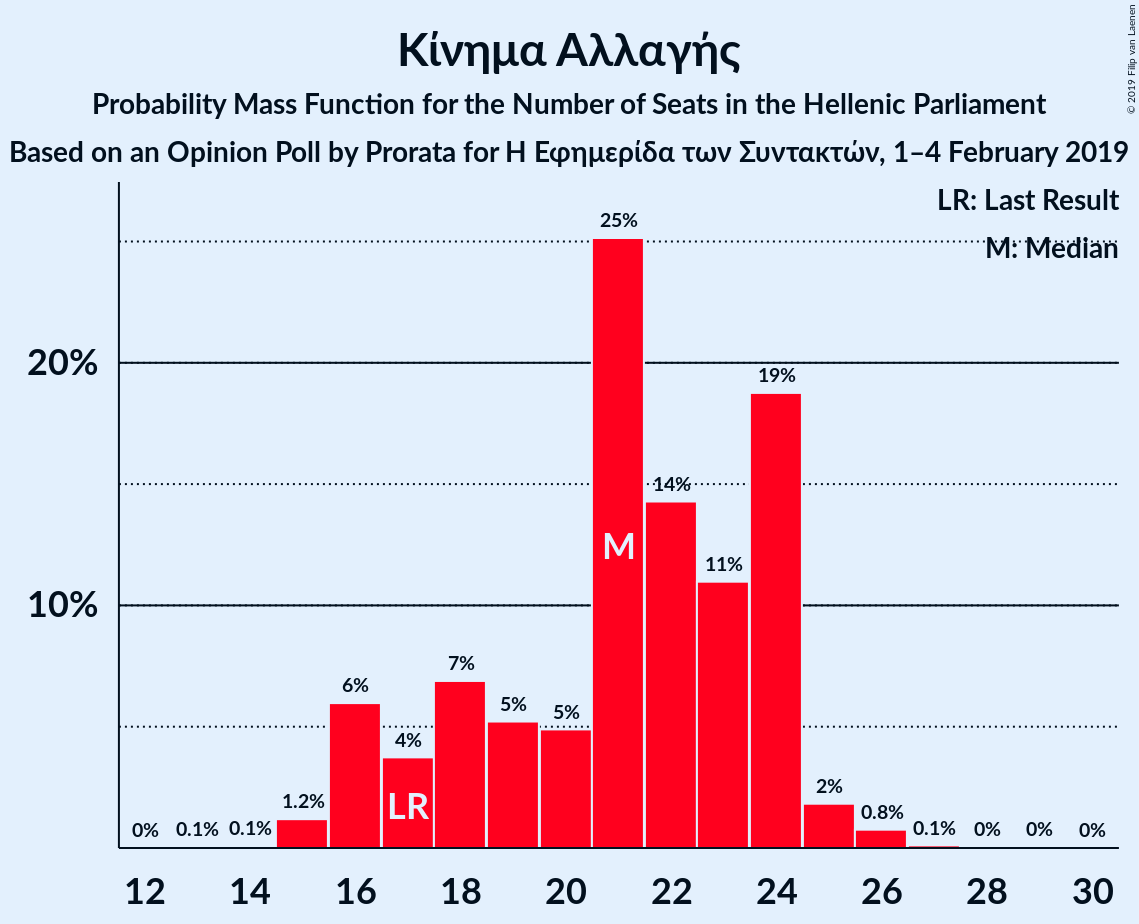 Κίνημα Αλλαγής
Probability Mass Function for the Number of Seats in the Hellenic Parliament
Based on an Opinion Poll by Prorata for Η Εφημερίδα των Συντακτών, 1–4 February 2019
© 2019 Filip van Laenen
LR: Last Result
M: Median
25%
20%
19%
14%
M
11%
10%
7%
6%
5%
5%
4%
LR
2%
1.2%
0.8%
0%
0.1%
0.1%
0.1%
0%
0%
0%
12 14 16 18 20 22 24 26 28 30